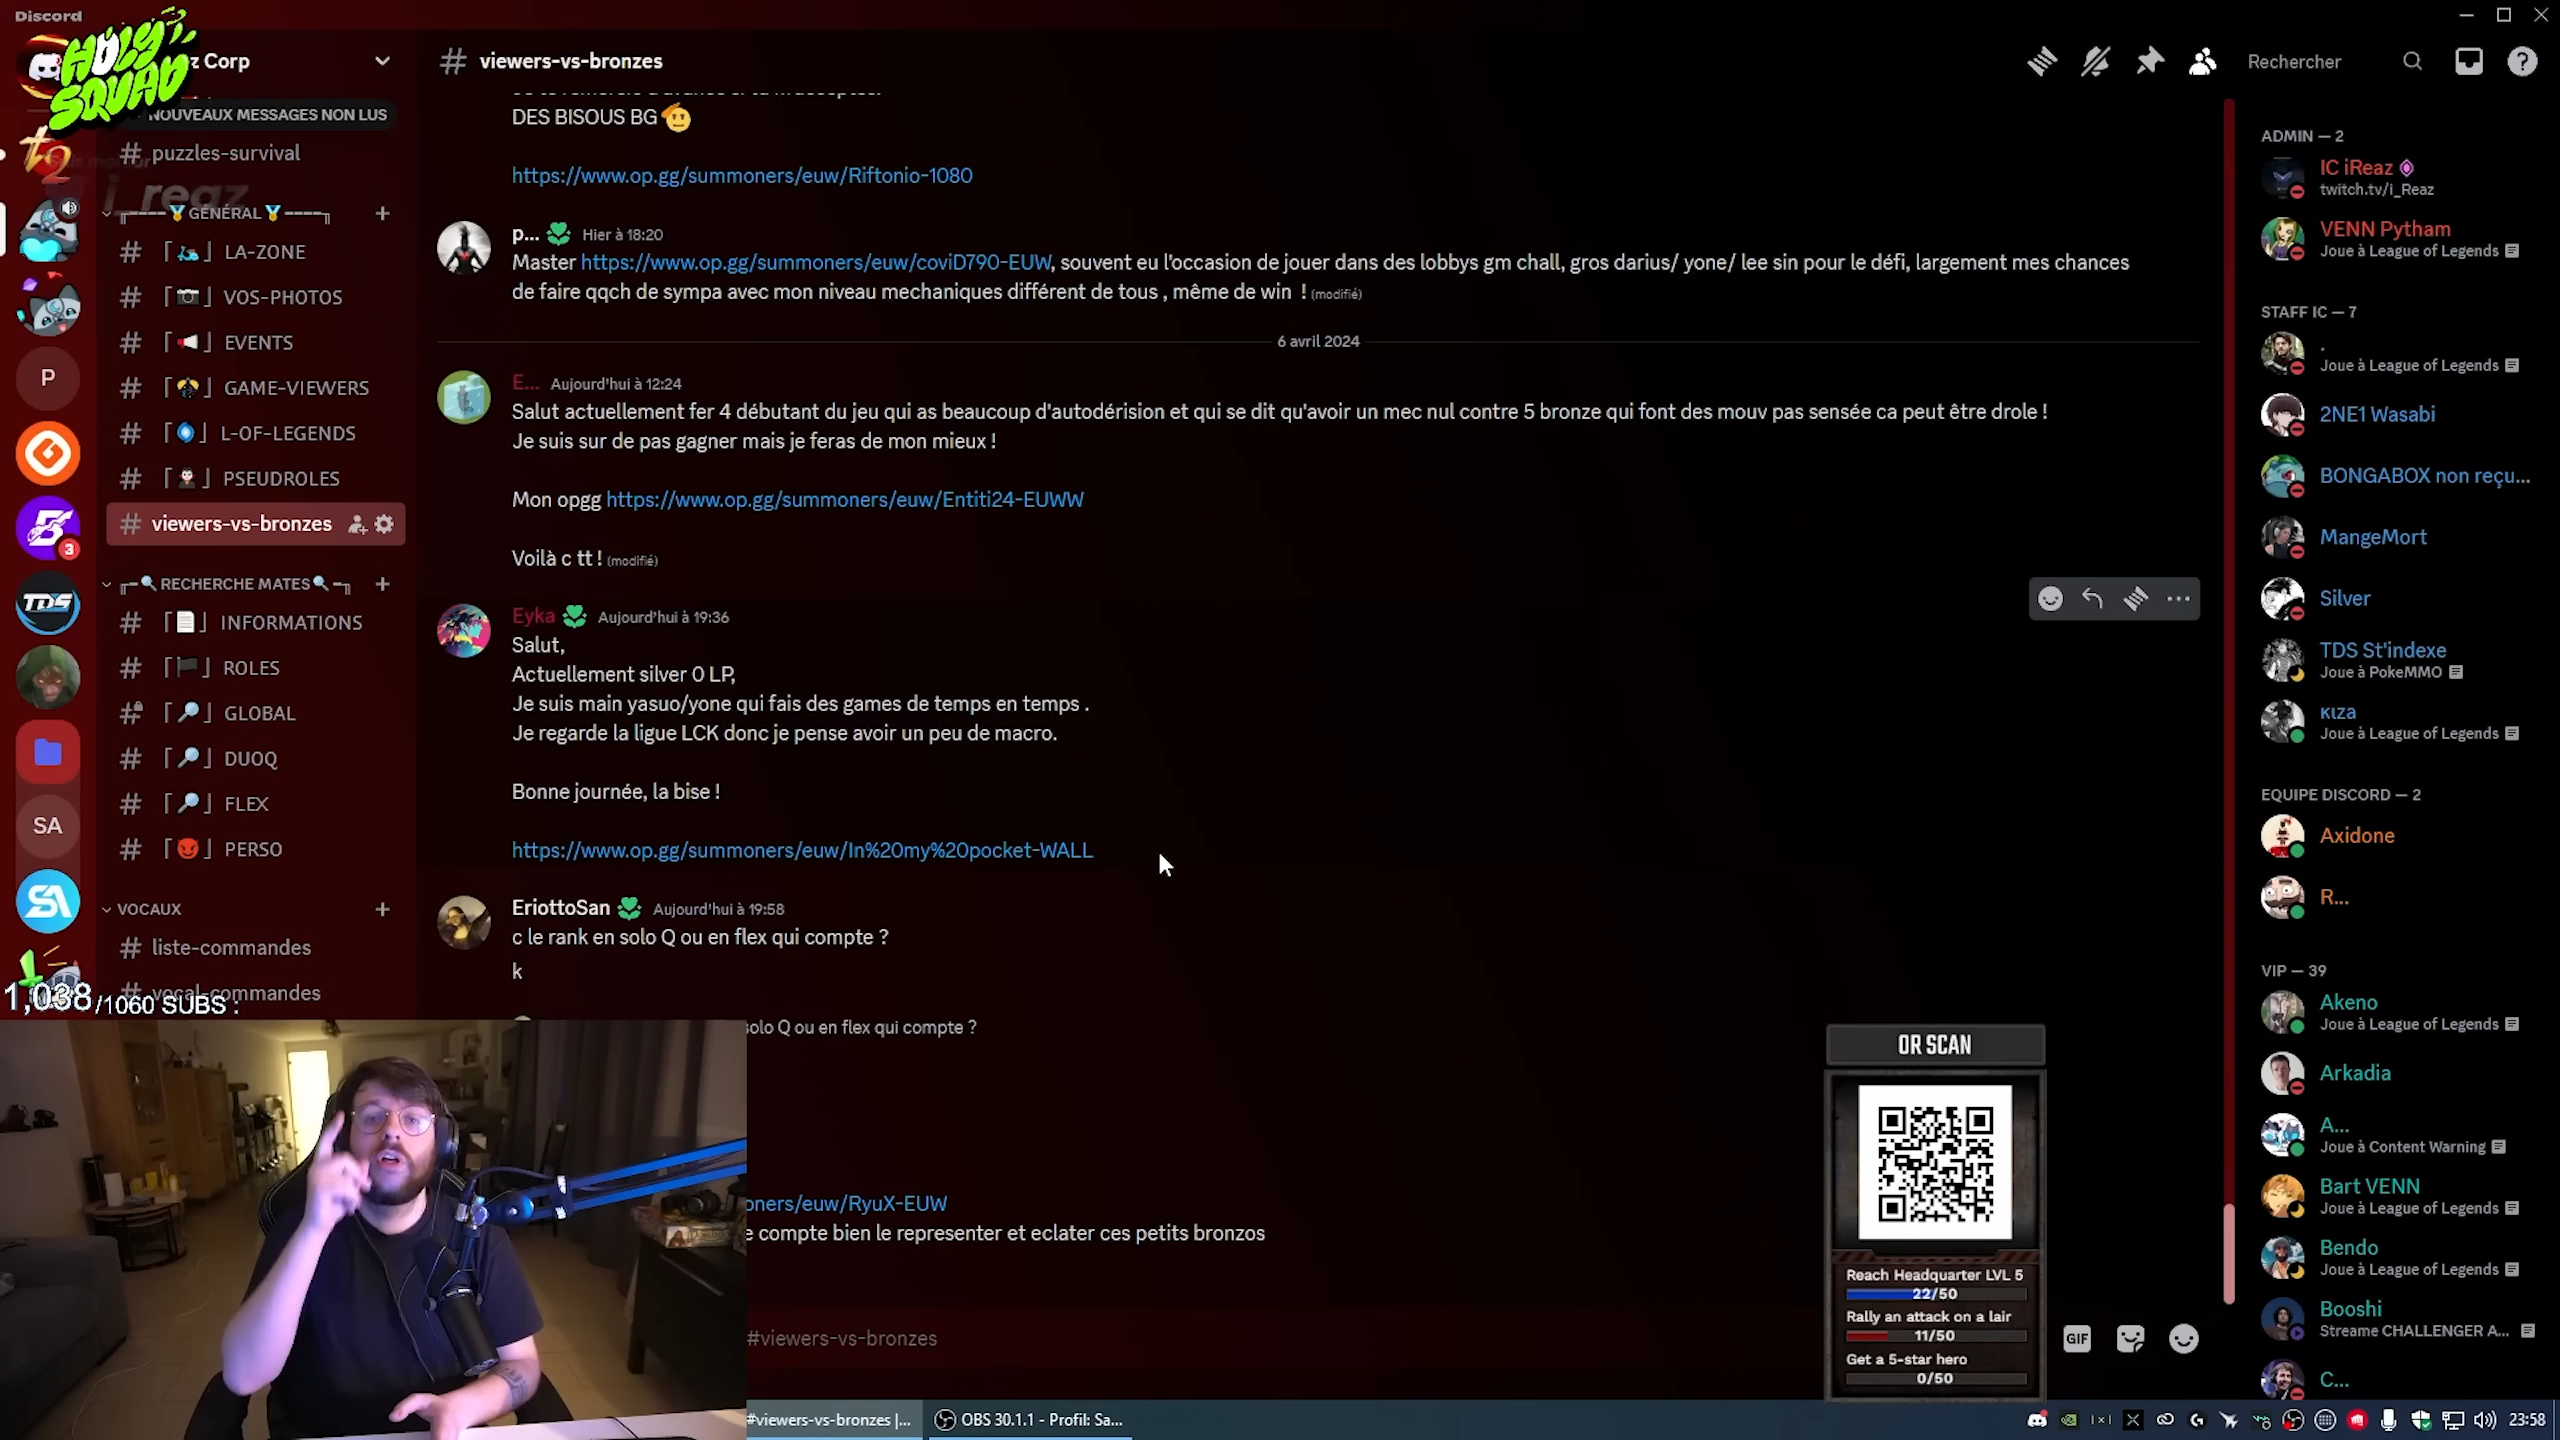 Discord
HOLY SQUAD
z Corp
NOUVEAUX MESSAGES NON LUS
# puzzles-survival
i_reaz
GÉNÉRAL
# LA-ZONE
# VOS-PHOTOS
# EVENTS
# GAME-VIEWERS
# L-OF-LEGENDS
# PSEUDROLES
# viewers-vs-bronzes
RECHERCHE MATES
# INFORMATIONS
# ROLES
# GLOBAL
# DUOQ
# FLEX
# PERSO
VOCAUX
# liste-commandes
# vocal-commandes
1,038/1060 SUBS :
P
3
TDS
SA
# viewers-vs-bronzes
Rechercher
DES BISOUS BG
https://www.op.gg/summoners/euw/Riftonio-1080
p... Hier à 18:20
Master https://www.op.gg/summoners/euw/coviD790-EUW, souvent eu l'occasion de jouer dans des lobbys gm chall, gros darius/ yone/ lee sin pour le défi, largement mes chances
de faire qqch de sympa avec mon niveau mechaniques différent de tous , même de win ! (modifié)
6 avril 2024
E... Aujourd'hui à 12:24
Salut actuellement fer 4 débutant du jeu qui as beaucoup d'autodérision et qui se dit qu'avoir un mec nul contre 5 bronze qui font des mouv pas sensée ca peut être drole !
Je suis sur de pas gagner mais je feras de mon mieux !
Mon opgg https://www.op.gg/summoners/euw/Entiti24-EUWW
Voilà c tt ! (modifié)
Eyka Aujourd'hui à 19:36
Salut,
Actuellement silver 0 LP,
Je suis main yasuo/yone qui fais des games de temps en temps .
Je regarde la ligue LCK donc je pense avoir un peu de macro.
Bonne journée, la bise !
https://www.op.gg/summoners/euw/In%20my%20pocket-WALL
EriottoSan Aujourd'hui à 19:58
c le rank en solo Q ou en flex qui compte ?
k
solo Q ou en flex qui compte ?
oners/euw/RyuX-EUW
e compte bien le representer et eclater ces petits bronzos
#viewers-vs-bronzes
OR SCAN
Reach Headquarter LVL 5
22/50
Rally an attack on a lair
11/50
Get a 5-star hero
0/50
GIF
ADMIN — 2
IC iReaz
twitch.tv/i_Reaz
VENN Pytham
Joue à League of Legends
STAFF IC — 7
.
Joue à League of Legends
2NE1 Wasabi
BONGABOX non reçu...
MangeMort
Silver
TDS St'indexe
Joue à PokeMMO
κιza
Joue à League of Legends
EQUIPE DISCORD — 2
Axidone
R...
VIP — 39
Akeno
Joue à League of Legends
Arkadia
A...
Joue à Content Warning
Bart VENN
Joue à League of Legends
Bendo
Joue à League of Legends
Booshi
Streame CHALLENGER A...
C...
#viewers-vs-bronzes |...
OBS 30.1.1 - Profil: Sa...
23:58